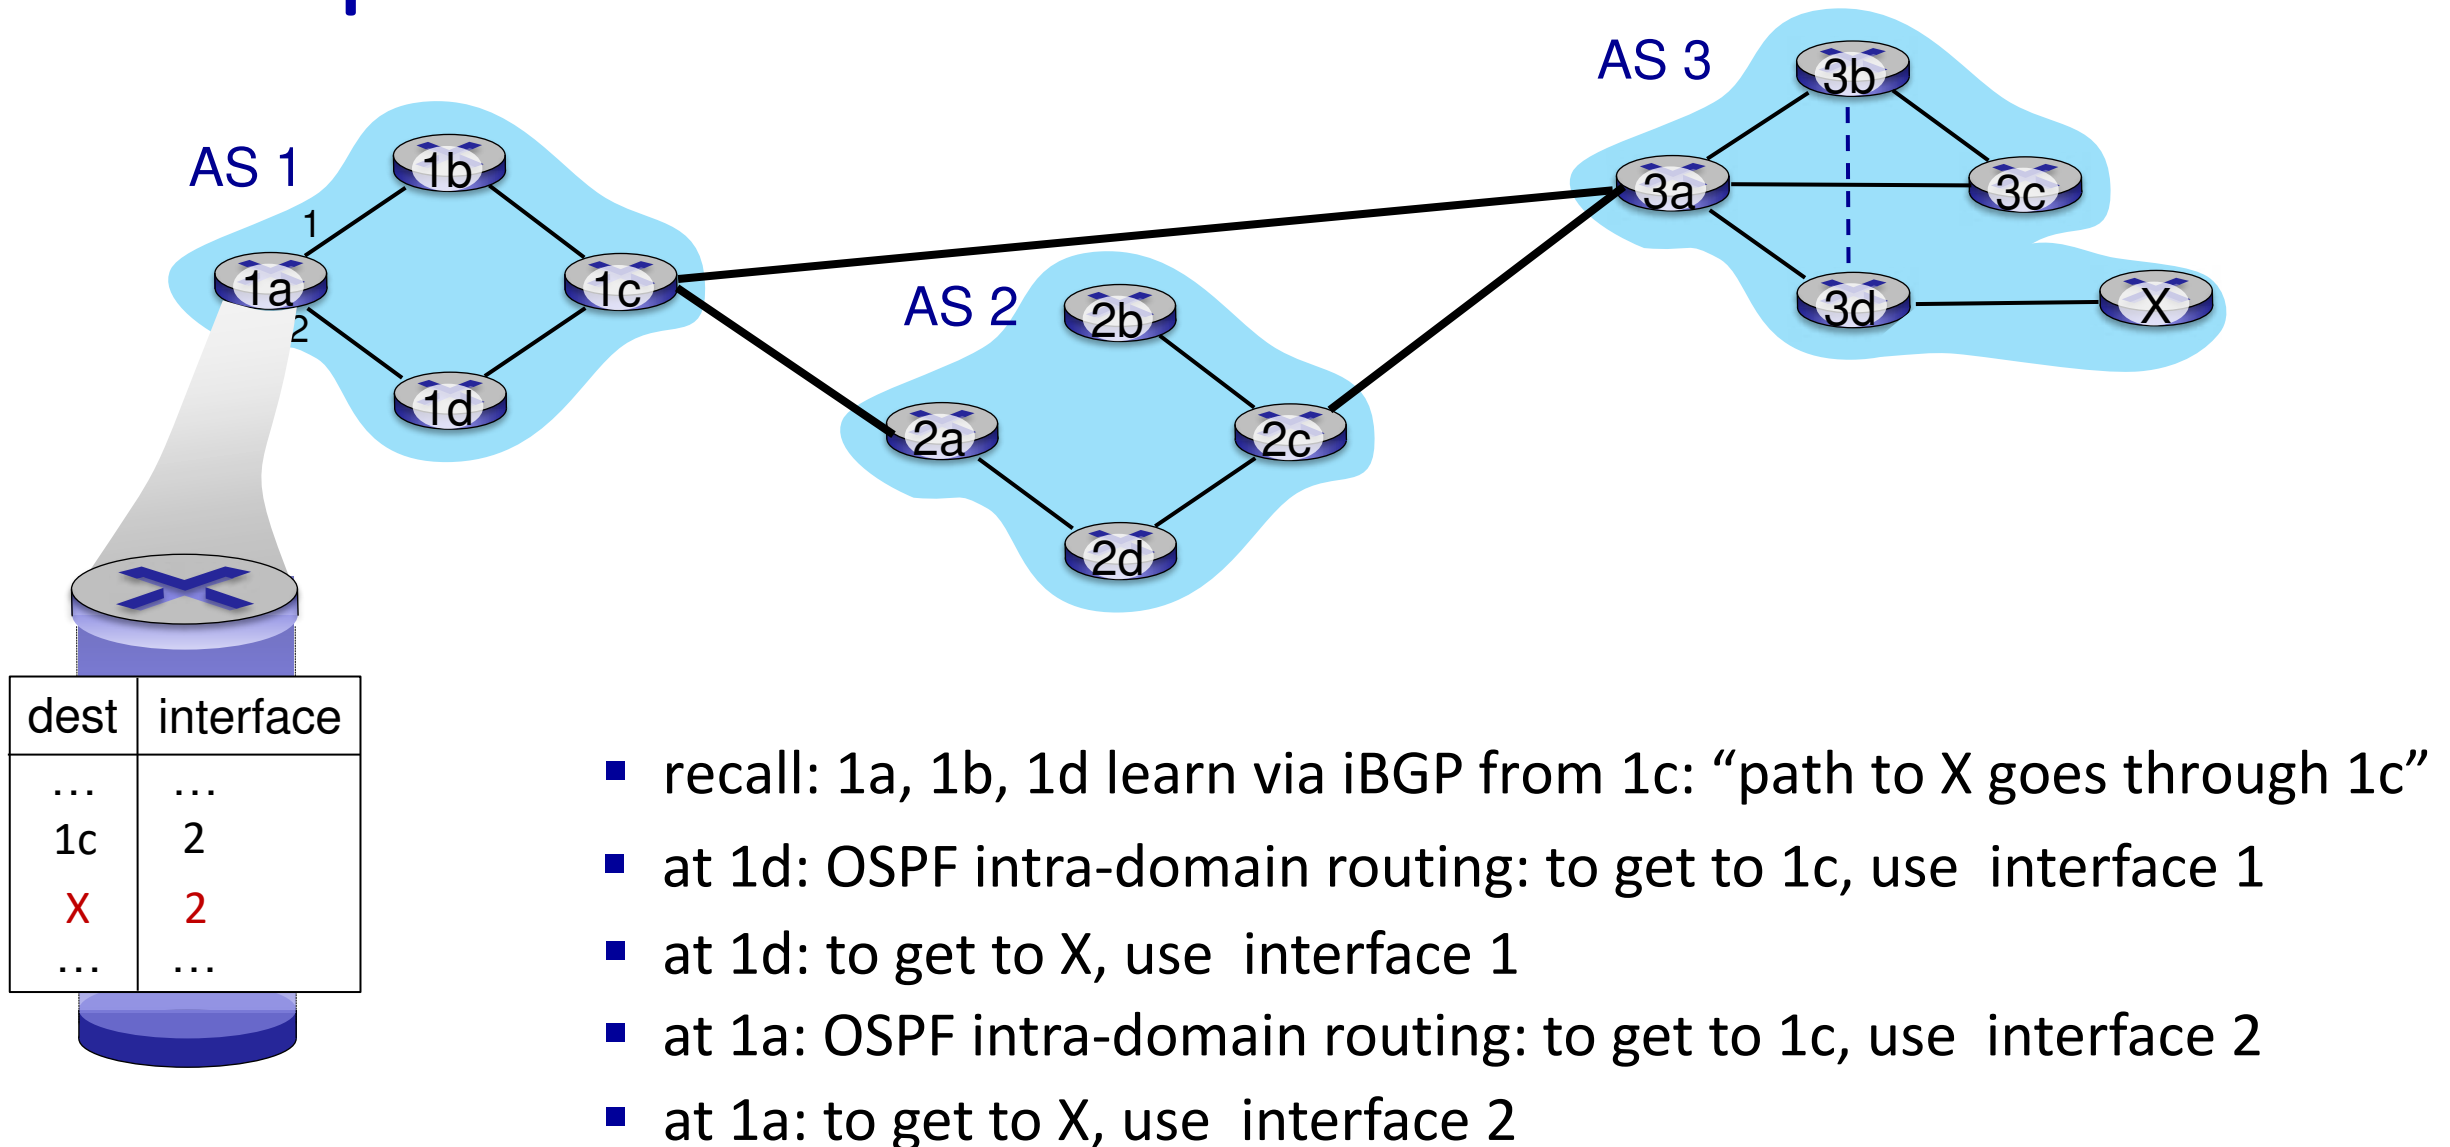 AS 3
3b
AS 1
1b
3a
3c
1
1a
1c
AS 2
2b
3d
X
2
1d
2a
2c
2d
dest interface
... ...
1c 2
X 2
... ...
recall: 1a, 1b, 1d learn via iBGP from 1c: “path to X goes through 1c”
at 1d: OSPF intra-domain routing: to get to 1c, use interface 1
at 1d: to get to X, use interface 1
at 1a: OSPF intra-domain routing: to get to 1c, use interface 2
at 1a: to get to X, use interface 2